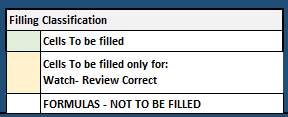 Filling Classification
Cells To be filled
Cells To be filled only for:
Watch- Review Correct
FORMULAS - NOT TO BE FILLED